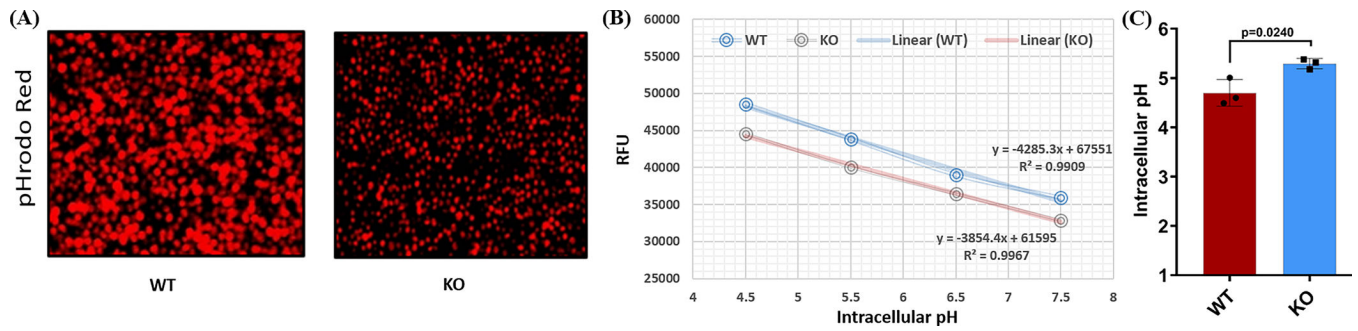 (A)
pHrodo Red
WT
KO
(B)
60000
55000
50000
45000
40000
35000
30000
25000
RFU
WT KO Linear (WT) Linear (KO)
y = -4285.3x + 67551
R² = 0.9909
y = -3854.4x + 61595
R² = 0.9967
4 4.5 5 5.5 6 6.5 7 7.5 8
Intracellular pH
(C)
p=0.0240
6
5
4
3
2
1
Intracellular pH
WT
KO